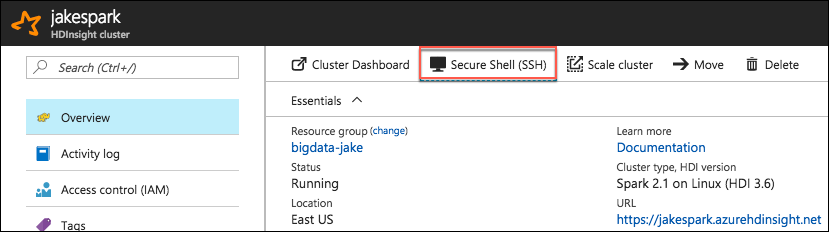 jakespark
HDInsight cluster
Search (Ctrl+/)
Overview
Activity log
Access control (IAM)
Tags
Cluster Dashboard Secure Shell (SSH) Scale cluster Move Delete
Essentials
Resource group (change)
bigdata-jake
Status
Running
Location
East US
Learn more
Documentation
Cluster type, HDI version
Spark 2.1 on Linux (HDI 3.6)
URL
https://jakespark.azurehdinsight.net